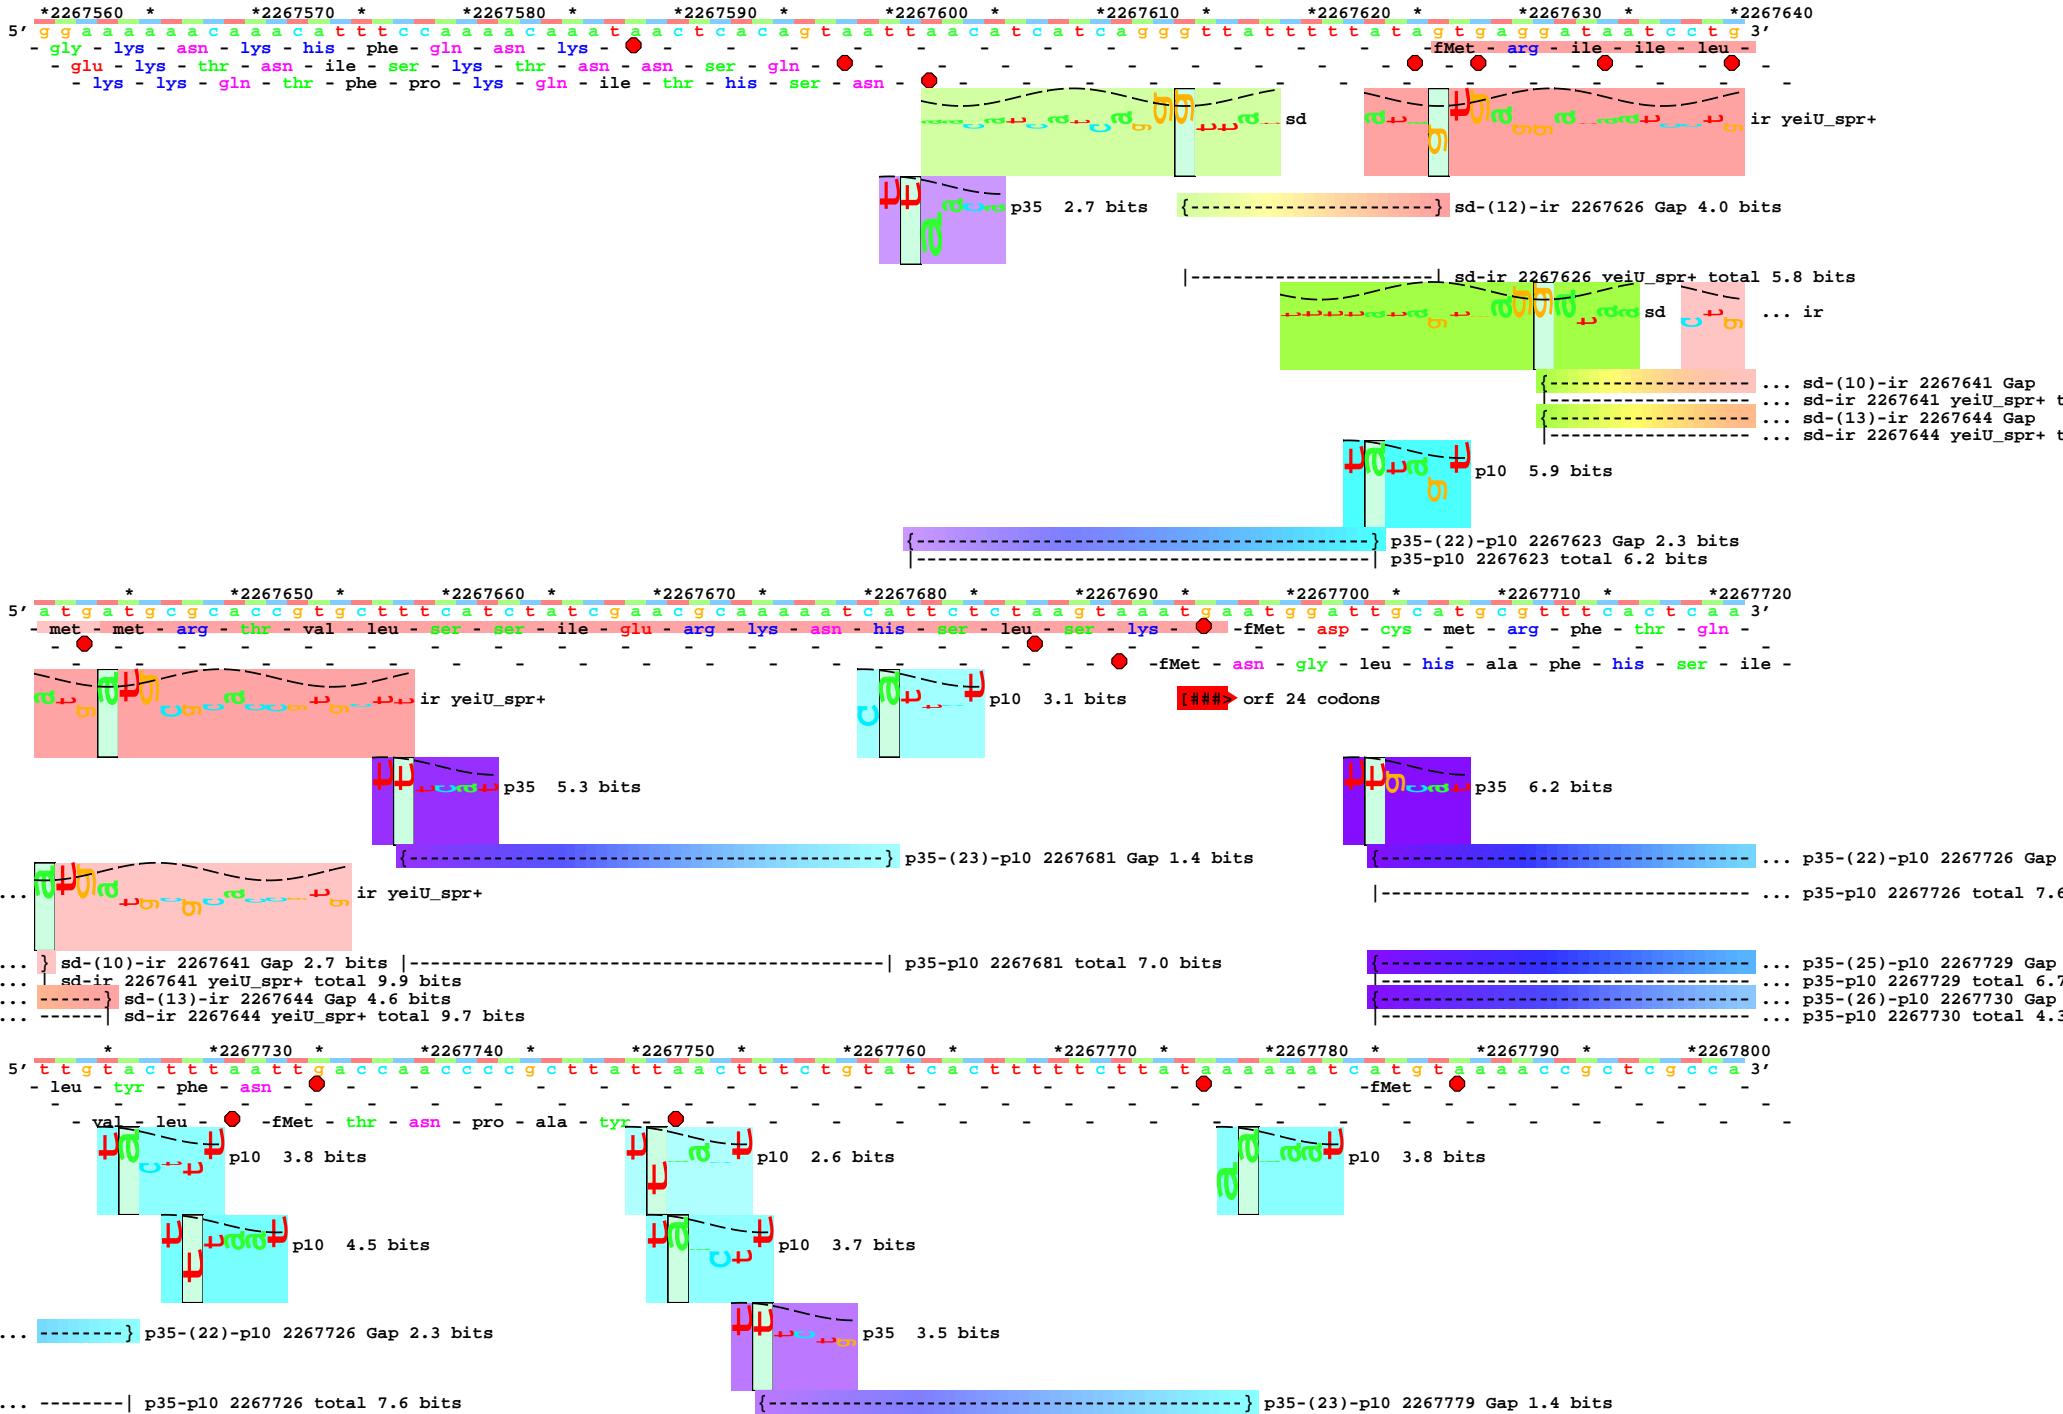 *2267560 * *2267570 * *2267580 * *2267590 * *2267600 * *2267610 * *2267620 * *2267630 * *2267640
5' g g a a a a a a c a a a c a t t t c c a a a a c a a a t a a c t c a c a g t a a t t a a c a t c a t c a g g g t t a t t t t t a t a g t g a g g a t a a t c c t g 3'
- gly - lys - asn - lys - his - phe - gln - asn - lys - - - - - - - - - - - - - -fMet - arg - ile - ile - leu -
- glu - lys - thr - asn - ile - ser - lys - thr - asn - asn - ser - gln - - - - - - - - - - - - - - -
- lys - lys - gln - thr - phe - pro - lys - gln - ile - thr - his - ser - asn - - - - - - - - - - - - - -
sd
ir yeiU_spr+
p35 2.7 bits
{------------------------} sd-(12)-ir 2267626 Gap 4.0 bits
|------------------------| sd-ir 2267626 yeiU_spr+ total 5.8 bits
sd
... ir
{------------------- ... sd-(10)-ir 2267641 Gap
|------------------- ... sd-ir 2267641 yeiU_spr+ t
{------------------- ... sd-(13)-ir 2267644 Gap
|------------------- ... sd-ir 2267644 yeiU_spr+ t
p10 5.9 bits
{--------------------------------------------} p35-(22)-p10 2267623 Gap 2.3 bits
|--------------------------------------------| p35-p10 2267623 total 6.2 bits
* *2267650 * *2267660 * *2267670 * *2267680 * *2267690 * *2267700 * *2267710 * *2267720
5' a t g a t g c g c a c c g t g c t t t c a t c t a t c g a a c g c a a a a a t c a t t c t c t a a g t a a a t g a a t g g a t t g c a t g c g t t t c a c t c a a 3'
- met - met - arg - thr - val - leu - ser - ser - ile - glu - arg - lys - asn - his - ser - leu - ser - lys - -fMet - asp - cys - met - arg - phe - thr - gln -
- - - - - - - - - - - - - - - - - - -fMet - asn - gly - leu - his - ala - phe - his - ser - ile -
ir yeiU_spr+
p10 3.1 bits
[###> orf 24 codons
p35 5.3 bits
p35 6.2 bits
{----------------------------------------------} p35-(23)-p10 2267681 Gap 1.4 bits
{----------------------------------- ... p35-(22)-p10 2267726 Gap
... ir yeiU_spr+
|----------------------------------- ... p35-p10 2267726 total 7.6
... } sd-(10)-ir 2267641 Gap 2.7 bits
|----------------------------------------------| p35-p10 2267681 total 7.0 bits
{----------------------------------- ... p35-(25)-p10 2267729 Gap
... | sd-ir 2267641 yeiU_spr+ total 9.9 bits
|----------------------------------- ... p35-p10 2267729 total 6.7
... ------} sd-(13)-ir 2267644 Gap 4.6 bits
{----------------------------------- ... p35-(26)-p10 2267730 Gap
... ------| sd-ir 2267644 yeiU_spr+ total 9.7 bits
|----------------------------------- ... p35-p10 2267730 total 4.3
* *2267730 * *2267740 * *2267750 * *2267760 * *2267770 * *2267780 * *2267790 * *2267800
5' t t g t a c t t t a a t t g a c c a a c c c c g c t t a t t a a c t t t c t g t a t c a c t t t t t c t t a t a a a a a a t c a t g t a a a a c c g c t c g c c a 3'
- leu - tyr - phe - asn - - - - - - - - - - - - - - - - - -fMet - - - - -
- val - leu - -fMet - thr - asn - pro - ala - tyr - - - - - - - - - - - - - - - - - -
p10 3.8 bits
p10 2.6 bits
p10 3.8 bits
p10 4.5 bits
p10 3.7 bits
... --------} p35-(22)-p10 2267726 Gap 2.3 bits
p35 3.5 bits
... --------| p35-p10 2267726 total 7.6 bits
{----------------------------------------------} p35-(23)-p10 2267779 Gap 1.4 bits